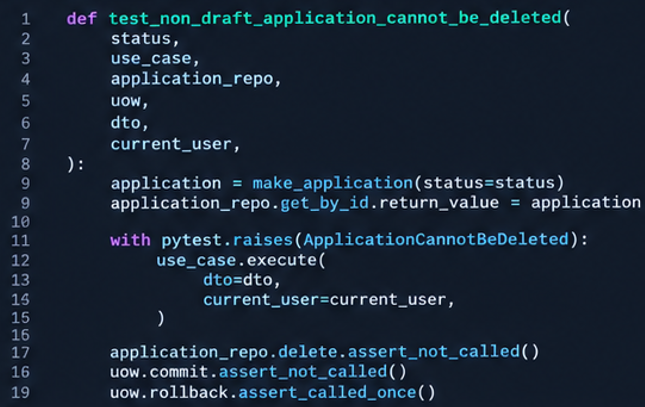 1 def test_non_draft_application_cannot_be_deleted(
2     status,
3     use_case,
4     application_repo,
5     uow,
6     dto,
7     current_user,
8 ):
9     application = make_application(status=status)
9     application_repo.get_by_id.return_value = application
10
11     with pytest.raises(ApplicationCannotBeDeleted):
12         use_case.execute(
13             dto=dto,
14             current_user=current_user,
15         )
16
17     application_repo.delete.assert_not_called()
16     uow.commit.assert_not_called()
19     uow.rollback.assert_called_once()